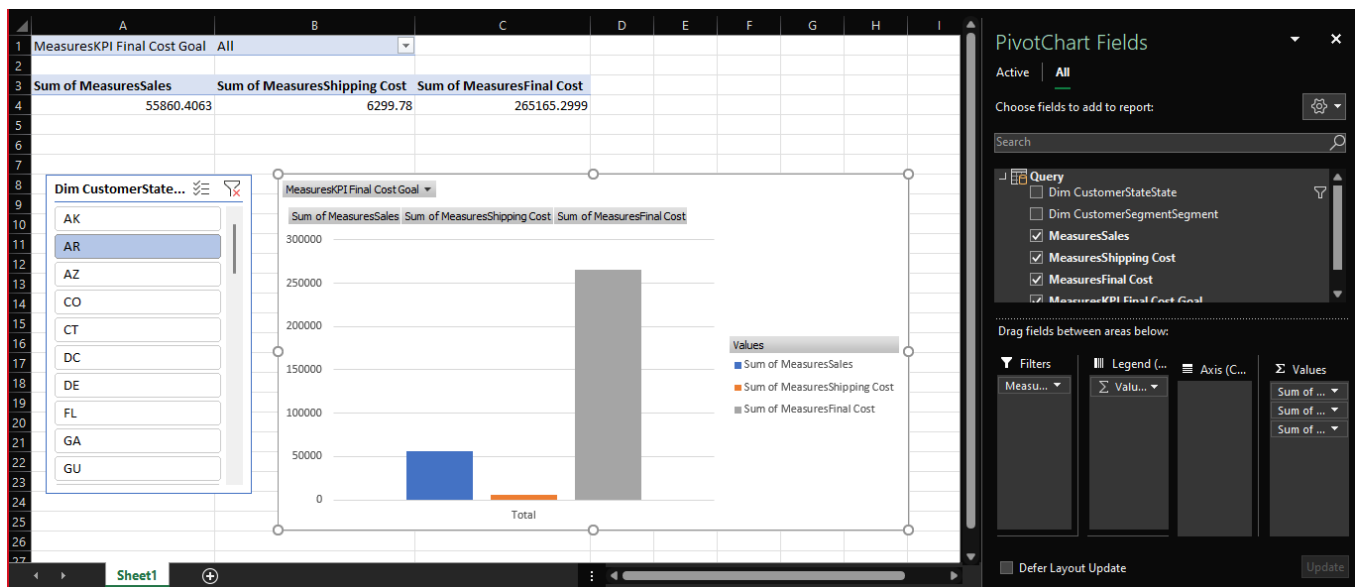 A B C D E F G H I
1 MeasuresKPI Final Cost Goal All
2
3 Sum of MeasuresSales Sum of MeasuresShipping Cost Sum of MeasuresFinal Cost
4 55860.4063 6299.78 265165.2999
5
6
7
8
9
10
11
12
13
14
15
16
17
18
19
20
21
22
23
24
25
26
27
Dim CustomerState...
AK
AR
AZ
CO
CT
DC
DE
FL
GA
GU
MeasuresKPI Final Cost Goal
Sum of MeasuresSales Sum of MeasuresShipping Cost Sum of MeasuresFinal Cost
300000
250000
200000
150000
100000
50000
0
Total
Values
Sum of MeasuresSales
Sum of MeasuresShipping Cost
Sum of MeasuresFinal Cost
Sheet1
PivotChart Fields
Active All
Choose fields to add to report:
Search
Query
Dim CustomerStateState
Dim CustomerSegmentSegment
MeasuresSales
MeasuresShipping Cost
MeasuresFinal Cost
MeasuresKPI Final Cost Goal
Drag fields between areas below:
Filters Legend (... Axis (C... Σ Values
Measu... Σ Valu... Sum of ...
Sum of ...
Sum of ...
Defer Layout Update Update